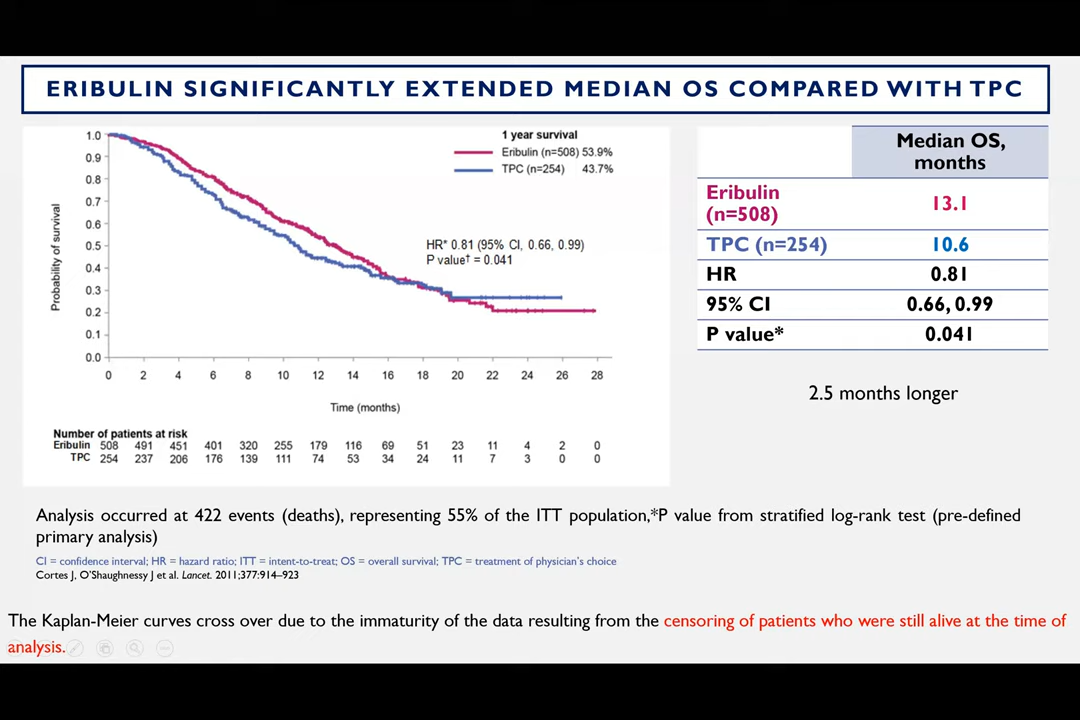 ERIBULIN SIGNIFICANTLY EXTENDED MEDIAN OS COMPARED WITH TPC
1 year survival
Eribulin (n=508) 53.9%
TPC (n=254) 43.7%
HR* 0.81 (95% CI, 0.66, 0.99)
P value† = 0.041
Probability of survival
1.0
0.9
0.8
0.7
0.6
0.5
0.4
0.3
0.2
0.1
0.0
0 2 4 6 8 10 12 14 16 18 20 22 24 26 28
Time (months)
Number of patients at risk
Eribulin 508 491 451 401 320 255 179 116 69 51 23 11 4 2 0
TPC 254 237 206 176 139 111 74 53 34 24 11 7 3 0 0
Median OS,
months
Eribulin
(n=508) 13.1
TPC (n=254) 10.6
HR 0.81
95% CI 0.66, 0.99
P value* 0.041
2.5 months longer
Analysis occurred at 422 events (deaths), representing 55% of the ITT population,*P value from stratified log-rank test (pre-defined
primary analysis)
CI = confidence interval; HR = hazard ratio; ITT = intent-to-treat; OS = overall survival; TPC = treatment of physician's choice
Cortes J, O'Shaughnessy J et al. Lancet. 2011;377:914–923
The Kaplan-Meier curves cross over due to the immaturity of the data resulting from the censoring of patients who were still alive at the time of
analysis.